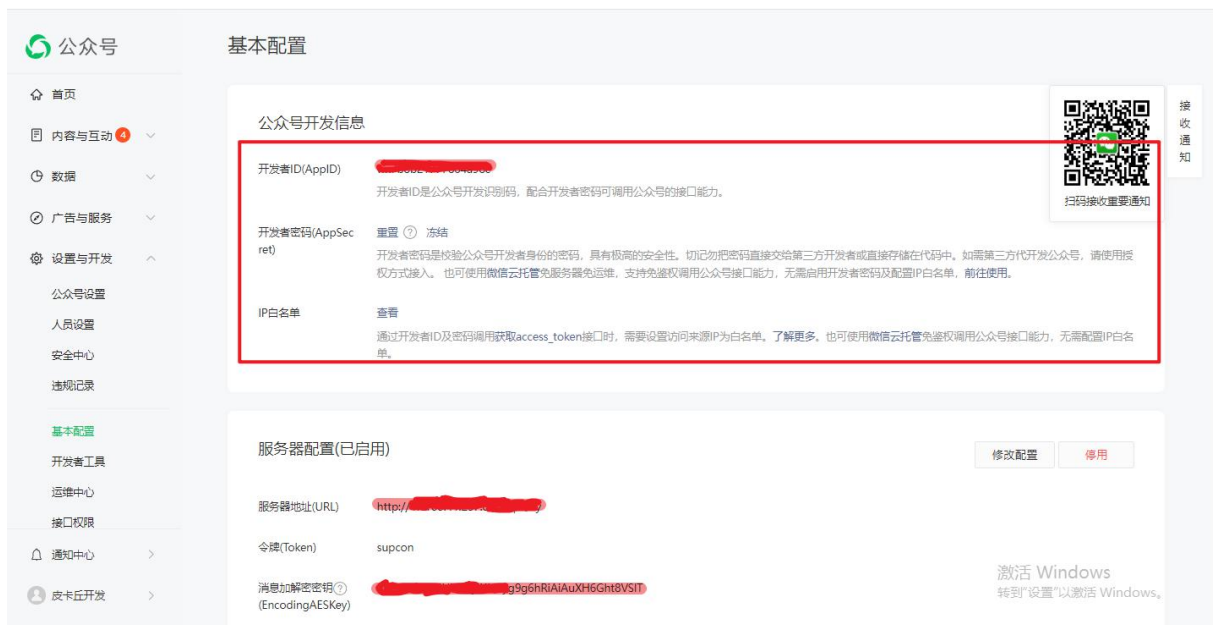 公众号
首页
内容与互动 4
数据
广告与服务
设置与开发
公众号设置
人员设置
安全中心
违规记录
基本配置
开发者工具
运维中心
接口权限
通知中心
皮卡丘开发
基本配置
公众号开发信息
开发者ID(AppID)
开发者ID是公众号开发识别码，配合开发者密码可调用公众号的接口能力。
开发者密码(AppSec
ret)
重置 ? 冻结
开发者密码是校验公众号开发者身份的密码，具有极高的安全性。切记勿把密码直接交给第三方开发者或直接存储在代码中。如需第三方代开发公众号，请使用授
权方式接入。 也可使用微信云托管免服务器免运维，支持免鉴权调用公众号接口能力，无需启用开发者密码及配置IP白名单，前往使用。
IP白名单
查看
通过开发者ID及密码调用获取access_token接口时，需要设置访问来源IP为白名单。了解更多。也可使用微信云托管免鉴权调用公众号接口能力，无需配置IP白名
单。
扫码接收重要通知
接
收
通
知
服务器配置(已启用)
修改配置
停用
服务器地址(URL)
http://
令牌(Token)
supcon
消息加解密密钥 ?
(EncodingAESKey)
g9g6hRiAiAuXH6Ght8VSIT
激活 Windows
转到"设置"以激活 Windows。